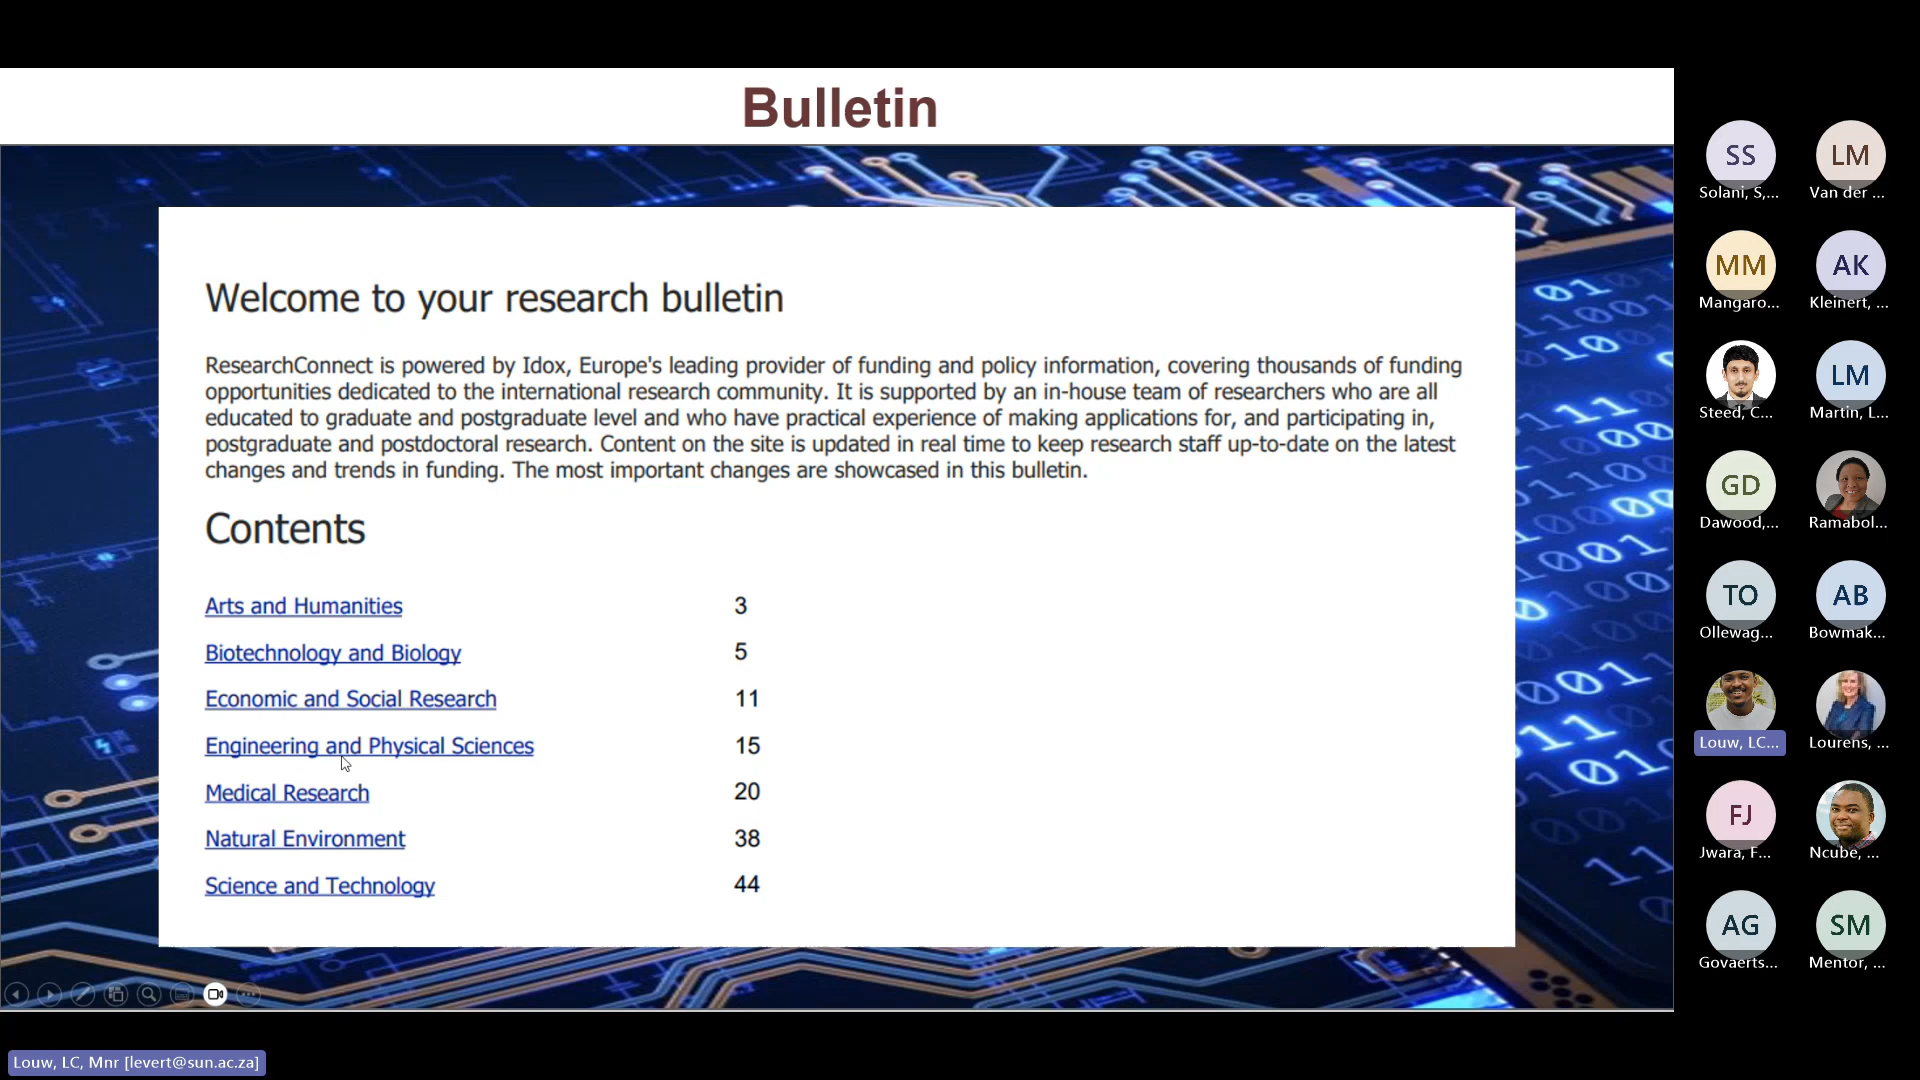 Bulletin
Welcome to your research bulletin
ResearchConnect is powered by Idox, Europe's leading provider of funding and policy information, covering thousands of funding
opportunities dedicated to the international research community. It is supported by an in-house team of researchers who are all
educated to graduate and postgraduate level and who have practical experience of making applications for, and participating in,
postgraduate and postdoctoral research. Content on the site is updated in real time to keep research staff up-to-date on the latest
changes and trends in funding. The most important changes are showcased in this bulletin.
Contents
Arts and Humanities 3
Biotechnology and Biology 5
Economic and Social Research 11
Engineering and Physical Sciences 15
Medical Research 20
Natural Environment 38
Science and Technology 44
SS LM
Solani, S,... Van der ...
MM AK
Mangaro... Kleinert, ...
LM
Steed, C... Martin, L...
GD
Dawood,... Ramabol...
TO AB
Ollewag... Bowmak...
Louw, LC... Lourens, ...
FJ
Jwara, F... Ncube, ...
AG SM
Govaerts... Mentor, ...
Louw, LC, Mnr [levert@sun.ac.za]